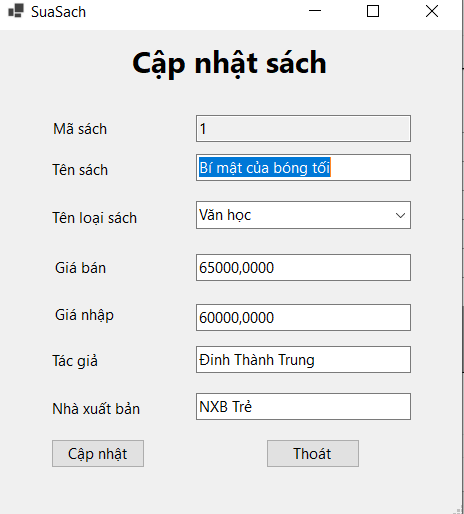 SuaSach
Cập nhật sách
Mã sách 1
Tên sách Bí mật của bóng tối
Tên loại sách Văn học
Giá bán 65000,0000
Giá nhập 60000,0000
Tác giả Đinh Thành Trung
Nhà xuất bản NXB Trẻ
Cập nhật Thoát